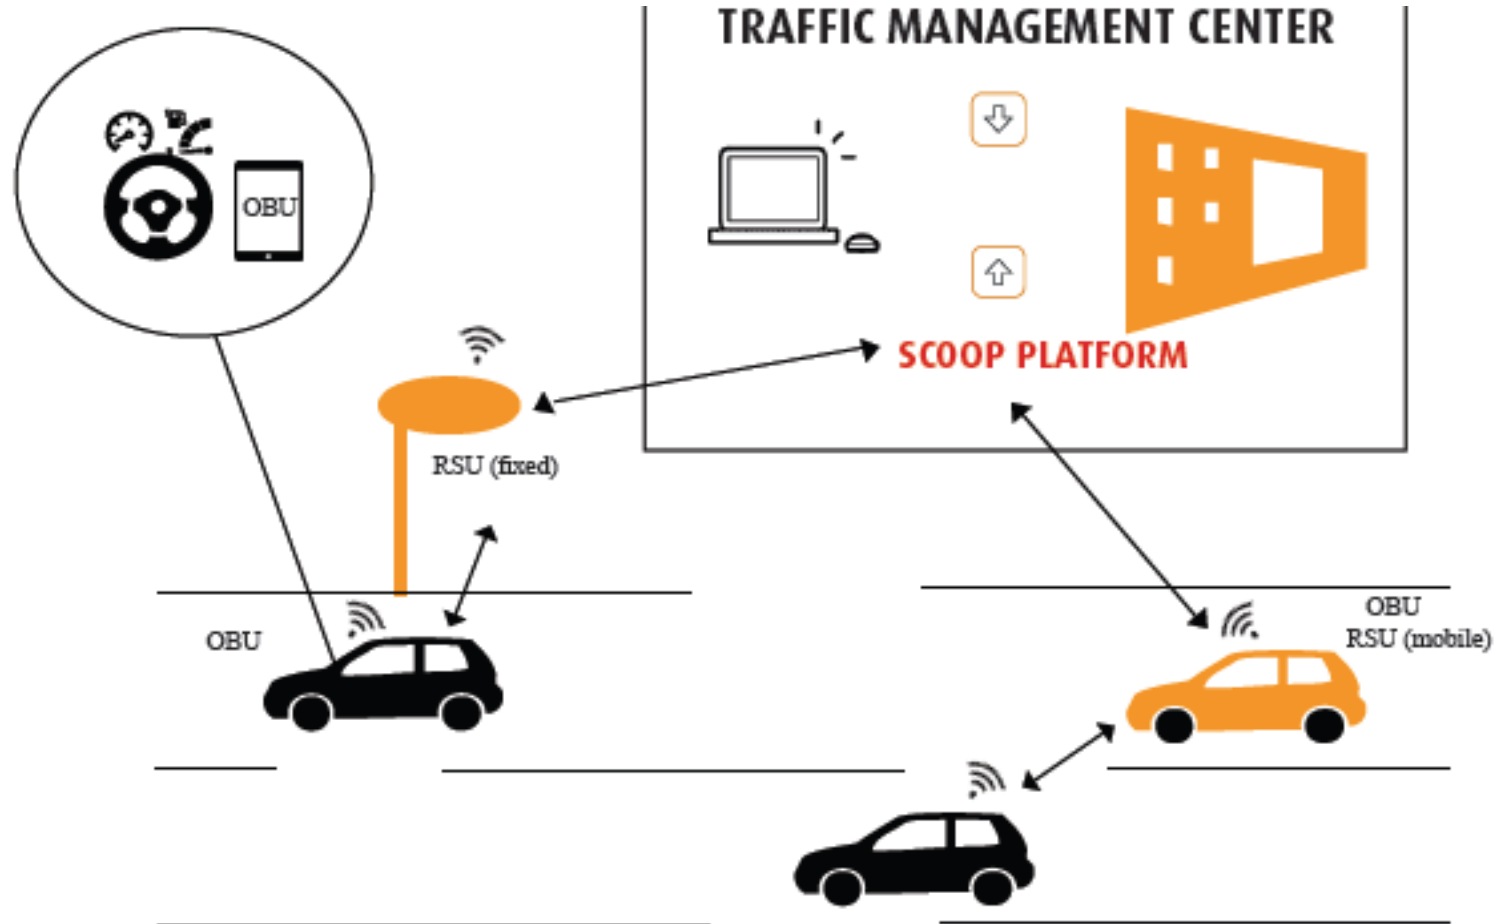 TRAFFIC MANAGEMENT CENTER
OBU
SCOOP PLATFORM
RSU (fixed)
OBU
OBU
RSU (mobile)